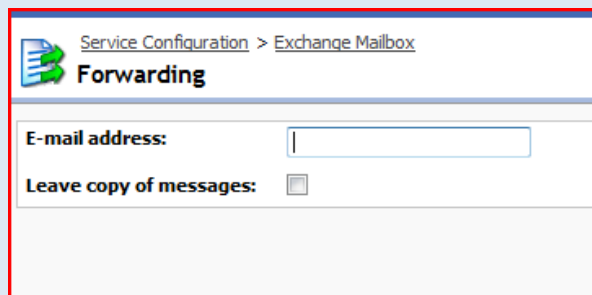 Service Configuration > Exchange Mailbox
Forwarding
E-mail address:
Leave copy of messages: